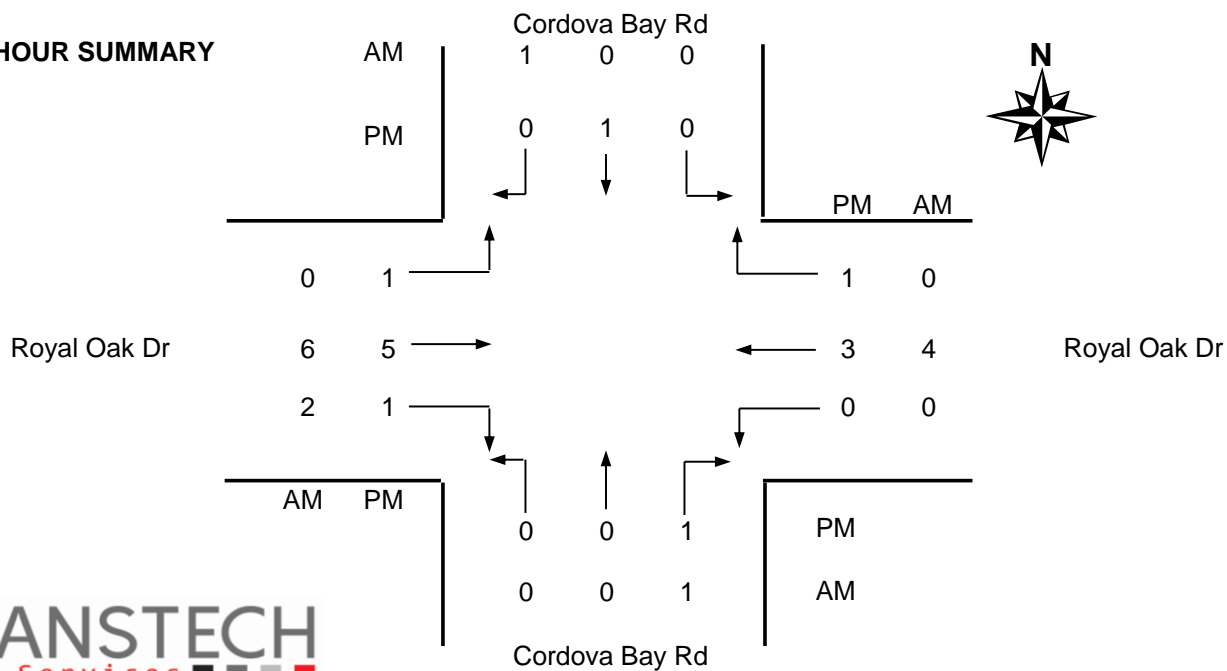 Cordova Bay Rd
HOUR SUMMARY AM 1 0 0
N
PM 0 1 0
PM AM
0 1 1 0
Royal Oak Dr 6 5 3 4 Royal Oak Dr
2 1 0 0
AM PM
0 0 1 PM
0 0 1 AM
ANSTECH
Services
Cordova Bay Rd